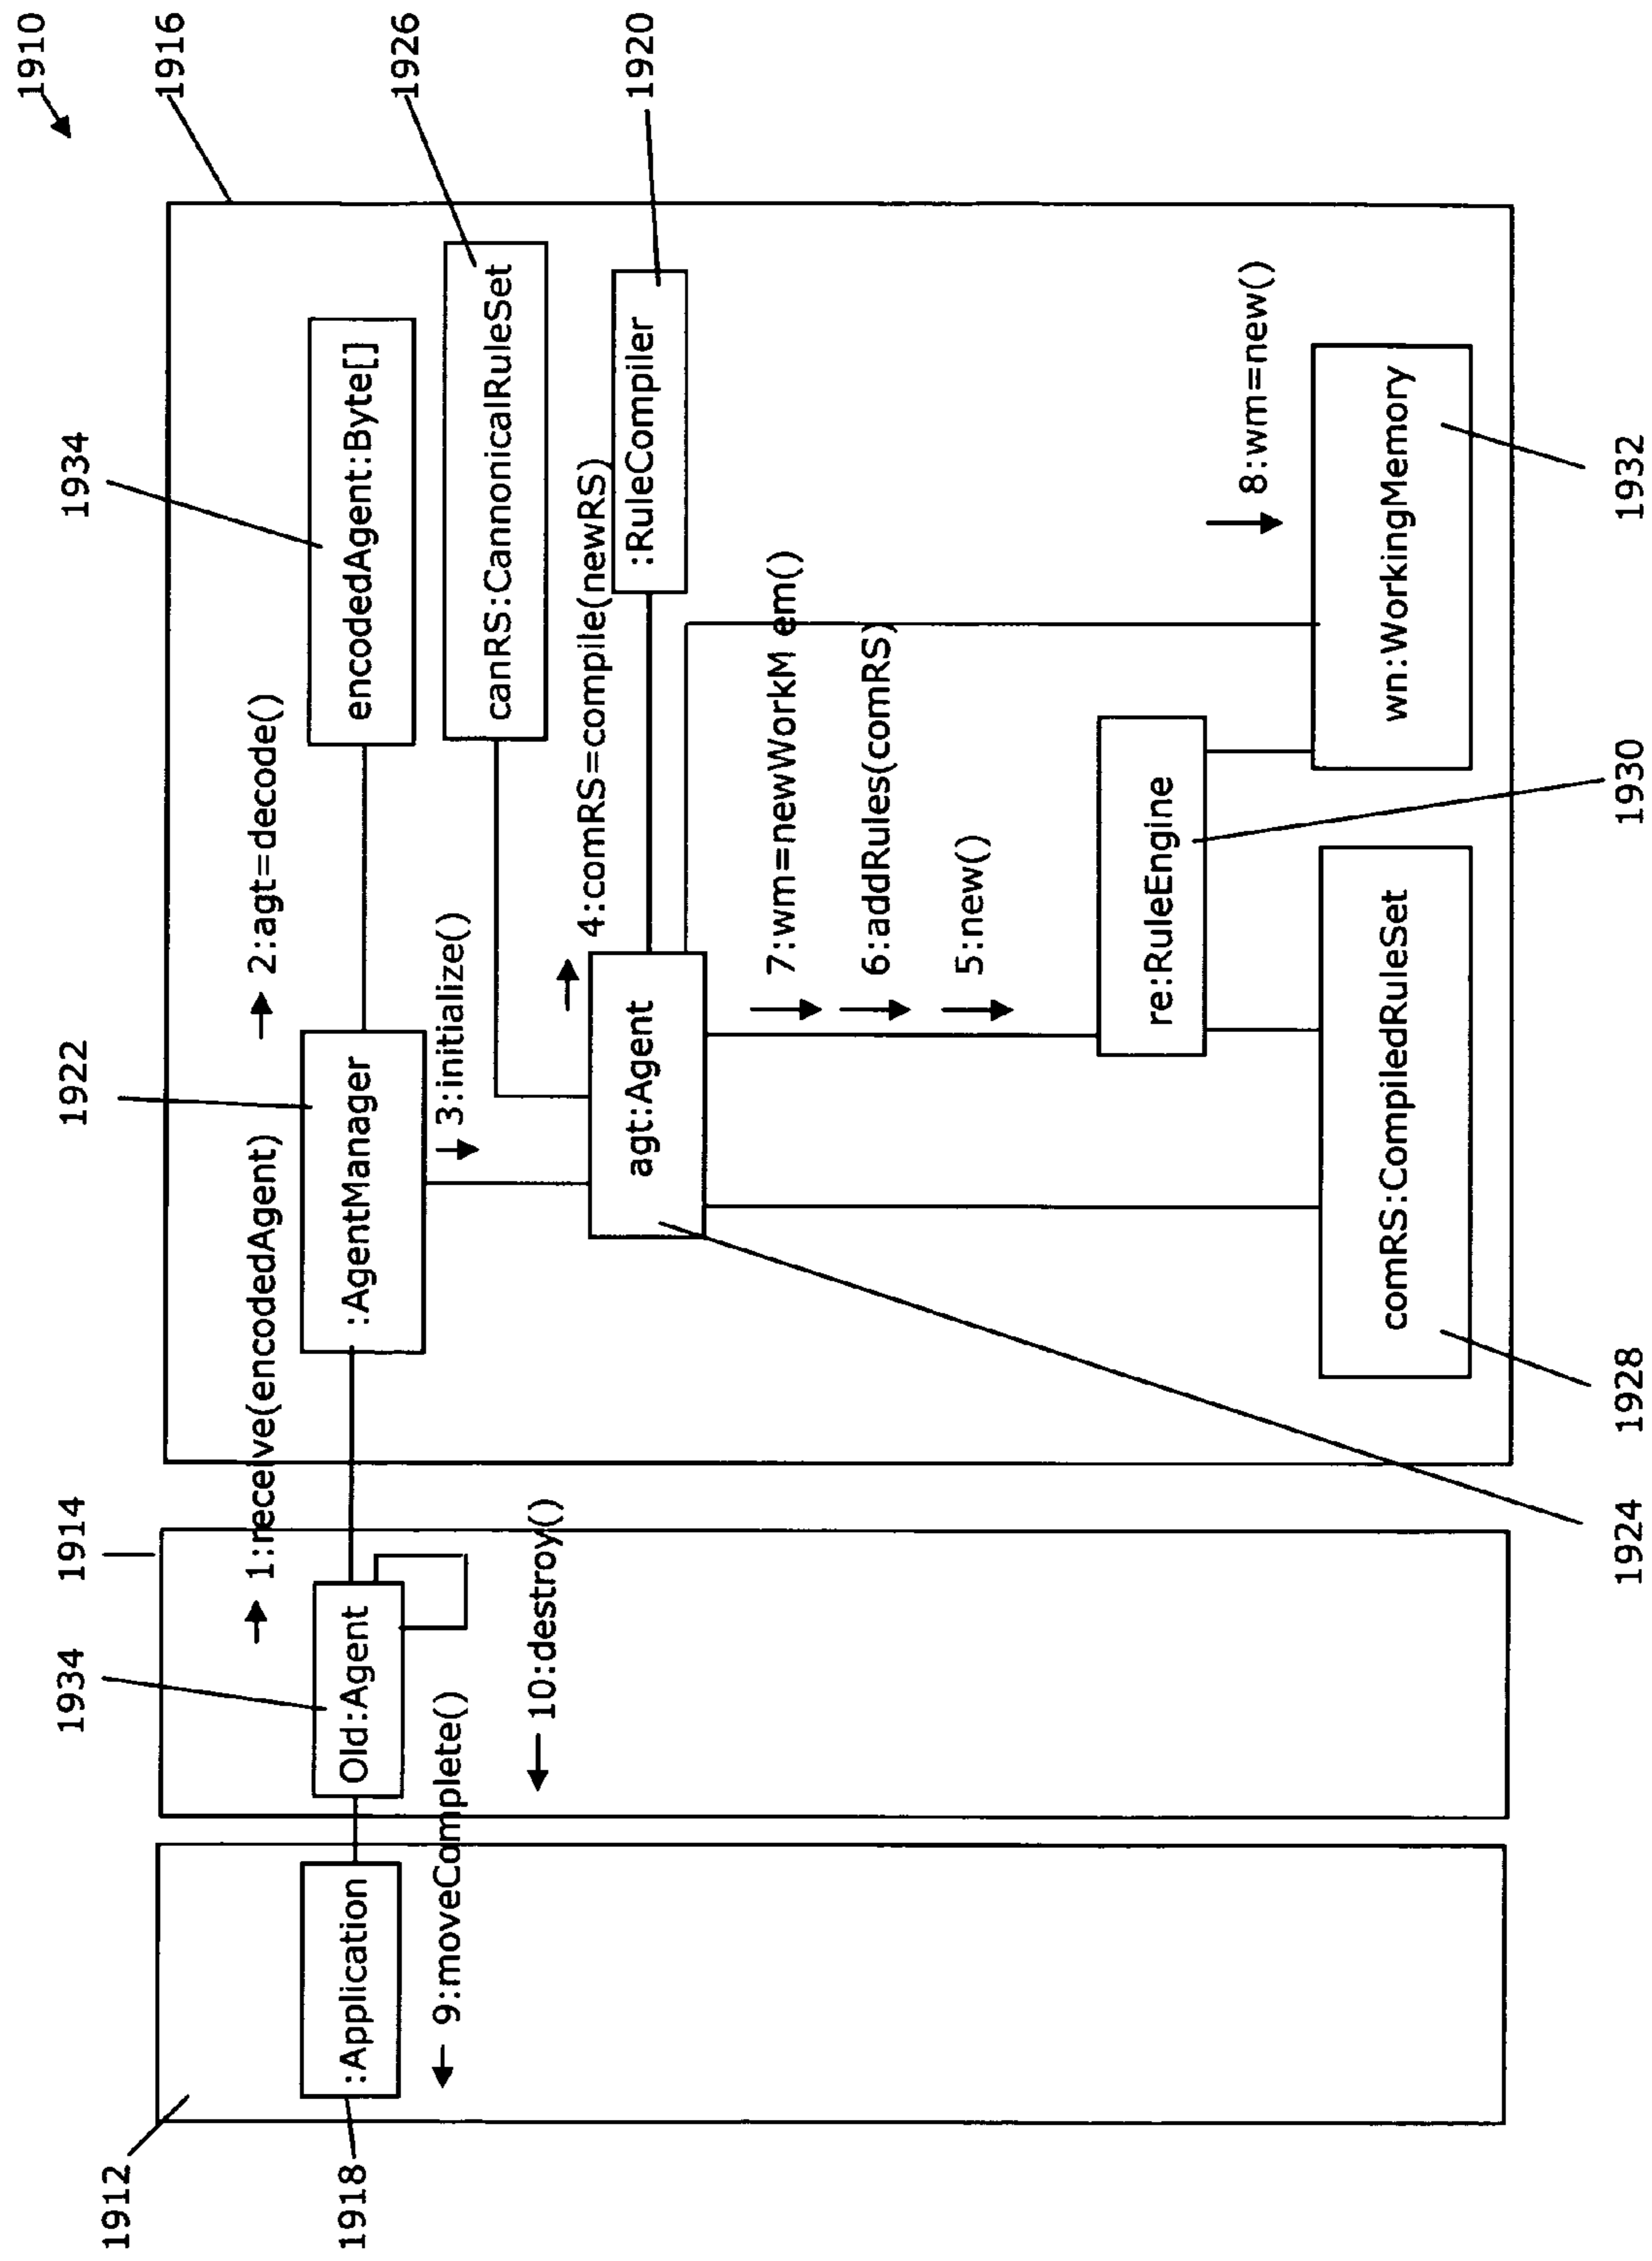 1910
1916
1926
1920
1934
1922
1914
1934
1912
1918
2:agt=decode()
1:receive(encodedAgent)
encodedAgent:Byte[]
:AgentManager
Old:Agent
:Application
3:initialize()
9:moveComplete()
canRS:CannonicalRuleSet
10:destroy()
4:comRS=compile(newRS)
:RuleCompiler
agt:Agent
7:wm=newWorkM em()
6:addRules(comRS)
5:new()
re:RuleEngine
8:wm=new()
wn:WorkingMemory
comRS:CompiledRuleSet
1932
1930
1928
1924